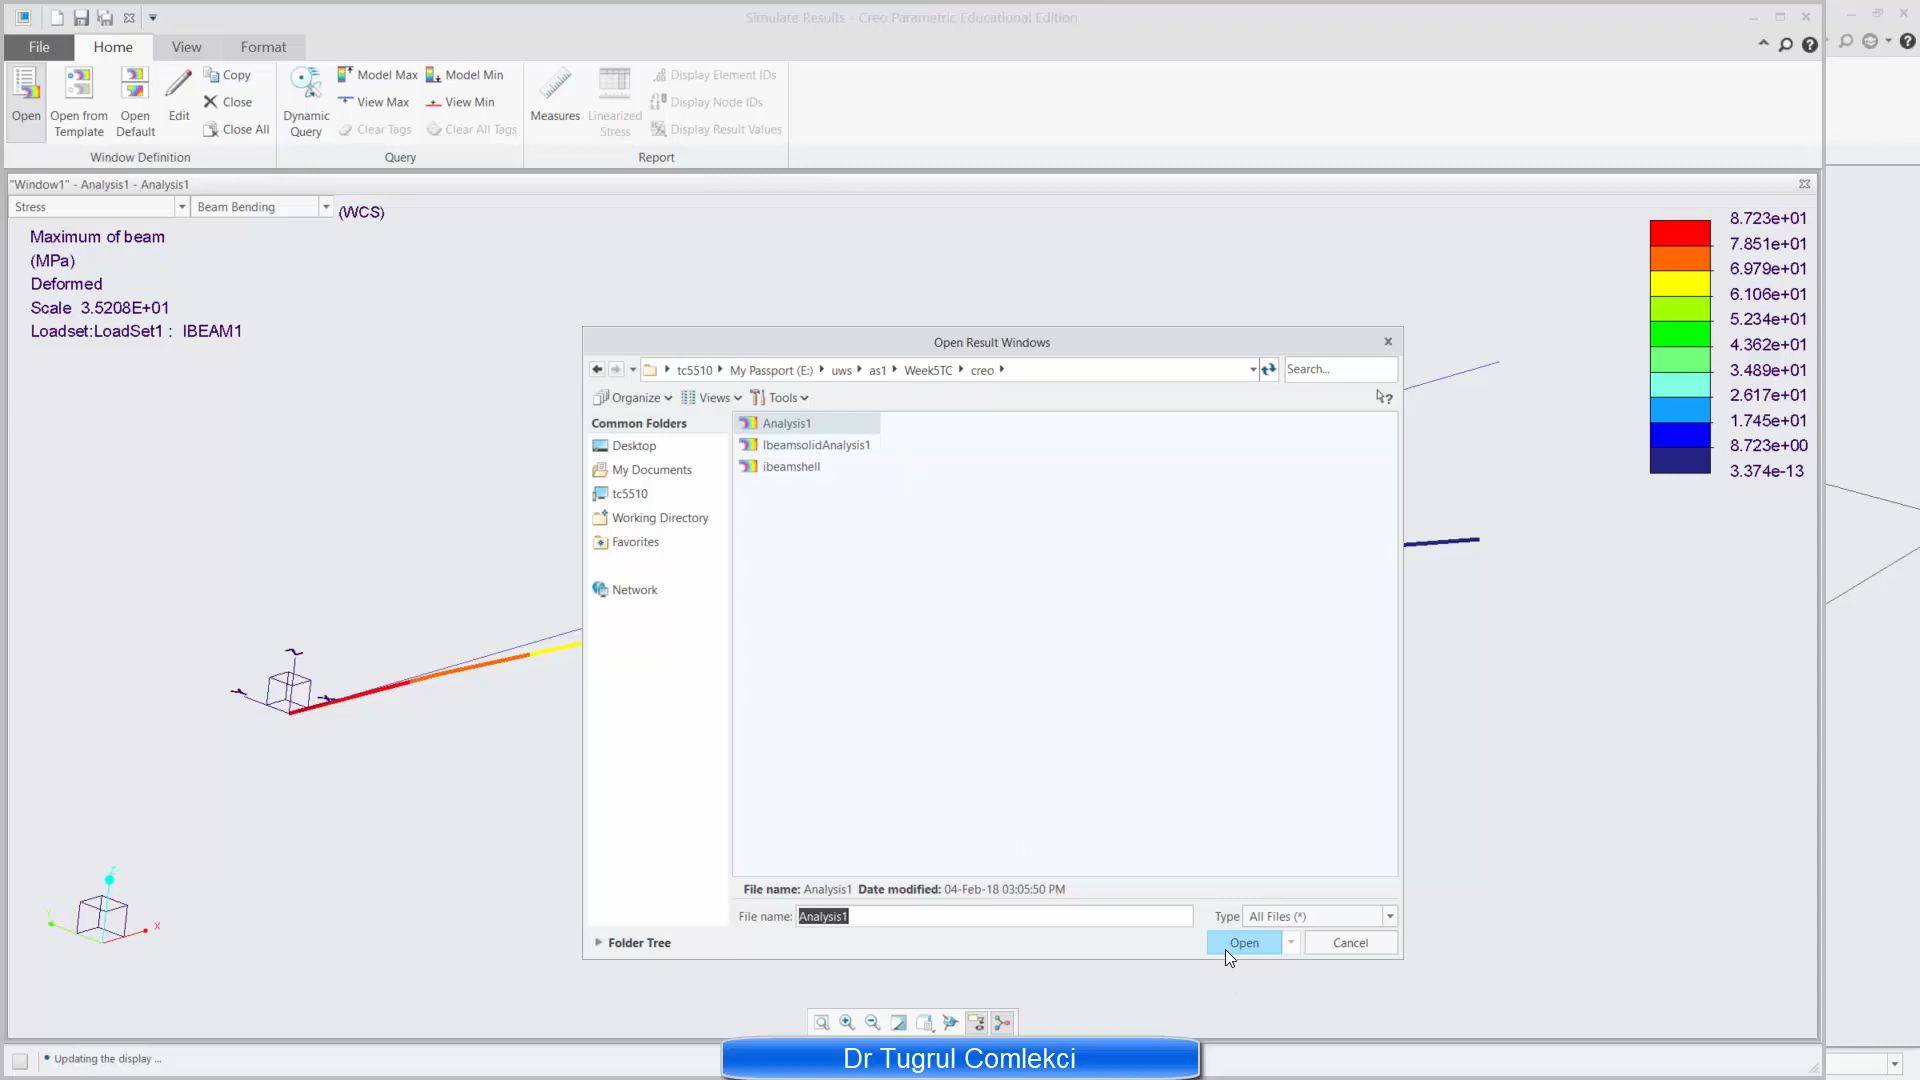 Simulate Results - Creo Parametric Educational Edition
File
Home
View
Format
Open
Open from
Template
Open
Default
Edit
Copy
Close
Close All
Window Definition
Dynamic
Query
Model Max
View Max
Clear Tags
Model Min
View Min
Clear All Tags
Query
Measures
Linearized
Stress
Display Element IDs
Display Node IDs
Display Result Values
Report
"Window1" - Analysis1 - Analysis1
Stress
Beam Bending
(WCS)
Maximum of beam
(MPa)
Deformed
Scale 3.5208E+01
Loadset:LoadSet1 : IBEAM1
8.723e+01
7.851e+01
6.979e+01
6.106e+01
5.234e+01
4.362e+01
3.489e+01
2.617e+01
1.745e+01
8.723e+00
3.374e-13
Open Result Windows
tc5510
My Passport (E:)
uws
as1
Week5TC
creo
Search...
Organize
Views
Tools
Common Folders
Desktop
My Documents
tc5510
Working Directory
Favorites
Network
Analysis1
IbeamsolidAnalysis1
ibeamshell
File name: Analysis1 Date modified: 04-Feb-18 03:05:50 PM
File name: Analysis1
Type All Files (*)
Folder Tree
Open
Cancel
X
Updating the display ...
Dr Tugrul Comlekci